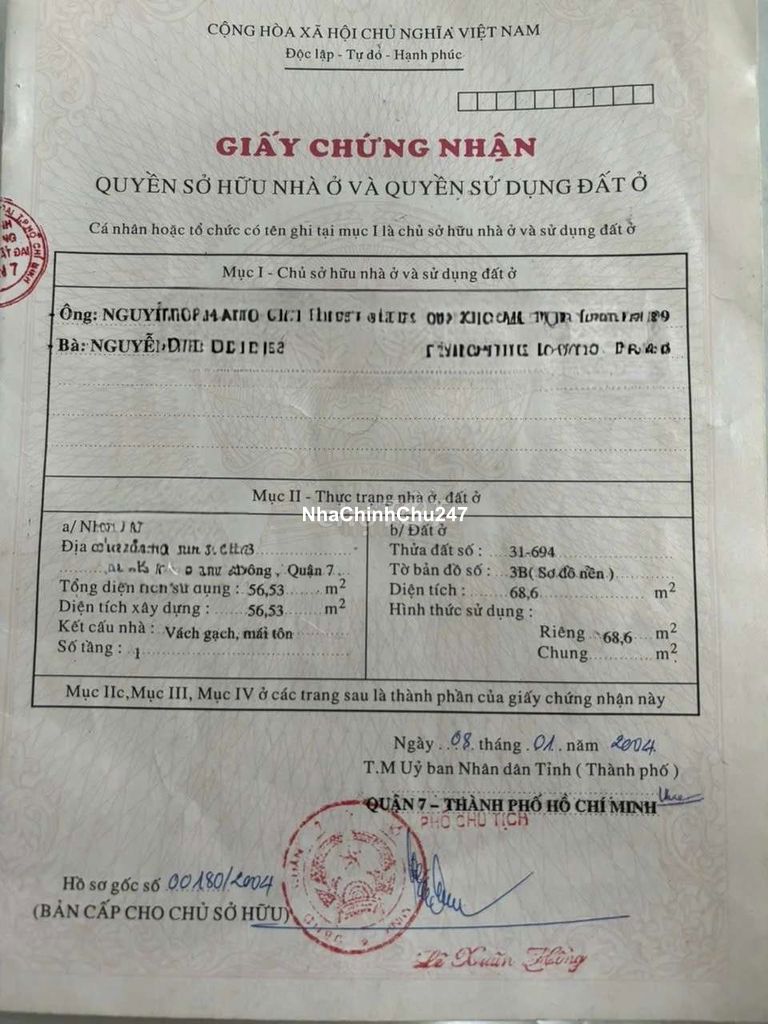 CỘNG HÒA XÃ HỘI CHỦ NGHĨA VIỆT NAM
Độc lập - Tự do - Hạnh phúc
GIẤY CHỨNG NHẬN
QUYỀN SỞ HỮU NHÀ Ở VÀ QUYỀN SỬ DỤNG ĐẤT Ở
Cá nhân hoặc tổ chức có tên ghi tại mục I là chủ sở hữu nhà ở và sử dụng đất ở
Mục I - Chủ sở hữu nhà ở và sử dụng đất ở
Ông:
Bà: NGUYỄN
Mục II - Thực trạng nhà ở, đất ở
NhaChinhChu247
a/
b/ Đất ở
Địa
Thửa đất số : 31-694
Quận 7
Tờ bản đồ số : 3B( Sơ đồ nền )
Tổng diện tích sử dụng : 56,53 m2
Diện tích : 68,6 m2
Diện tích xây dựng : 56,53 m2
Hình thức sử dụng :
Kết cấu nhà : Vách gạch, mái tôn
Riêng 68,6 m2
Số tầng : 1
Chung m2
Mục IIc,Mục III, Mục IV ở các trang sau là thành phần của giấy chứng nhận này
Ngày 08 tháng 01 năm 2004
T.M Uỷ ban Nhân dân Tỉnh ( Thành phố )
QUẬN 7 – THÀNH PHỐ HỒ CHÍ MINH
PHÓ CHỦ TỊCH
Hồ sơ gốc số 00180/2004
(BẢN CẤP CHO CHỦ SỞ HỮU)
Lê Xuân Hồng